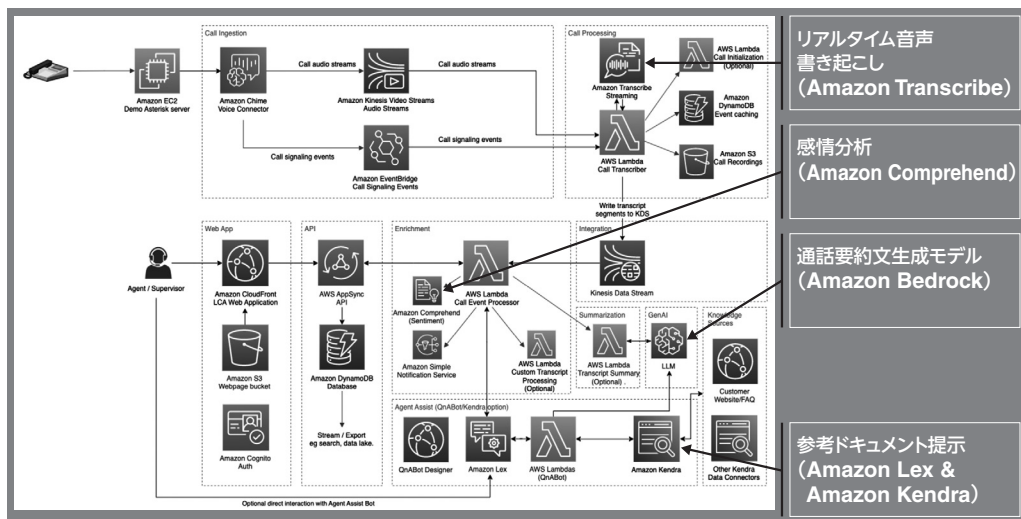 Call Ingestion
Call Processing
Amazon EC2
Demo Asterisk server
Amazon Chime
Voice Connector
Call audio streams
Amazon Kinesis Video Streams
Audio Streams
Call audio streams
Call signaling events
Amazon EventBridge
Call Signaling Events
Call signaling events
Amazon Transcribe
Streaming
AWS Lambda
Call Initialization
(Optional)
Amazon
DynamoDB
Event caching
AWS Lambda
Call Transcriber
Amazon S3
Call Recordings
Write transcript
segments to KDS
Web App
API
Enrichment
Integration
Agent / Supervisor
Amazon CloudFront
LCA Web Application
AWS AppSync
API
AWS Lambda
Call Event Processor
Kinesis Data Stream
Amazon Comprehend
(Sentiment)
Summarization
GenAI
Knowledge
Sources
Amazon S3
Webpage bucket
Amazon DynamoDB
Database
Amazon Simple
Notification Service
AWS Lambda
Custom Transcript
Processing
(Optional)
AWS Lambda
Transcript Summary
(Optional) .
LLM
Customer
Website/FAQ
Stream / Export
eg search, data lake.
Amazon Cognito
Auth
Agent Assist (QnABot/Kendra option)
QnABot Designer
Amazon Lex
AWS Lambdas
(QnABot)
Amazon Kendra
Other Kendra
Data Connectors
Optional direct interaction with Agent Assist Bot
リアルタイム音声
書き起こし
（Amazon Transcribe）
感情分析
（Amazon Comprehend）
通話要約文生成モデル
（Amazon Bedrock）
参考ドキュメント提示
（Amazon Lex &
Amazon Kendra）